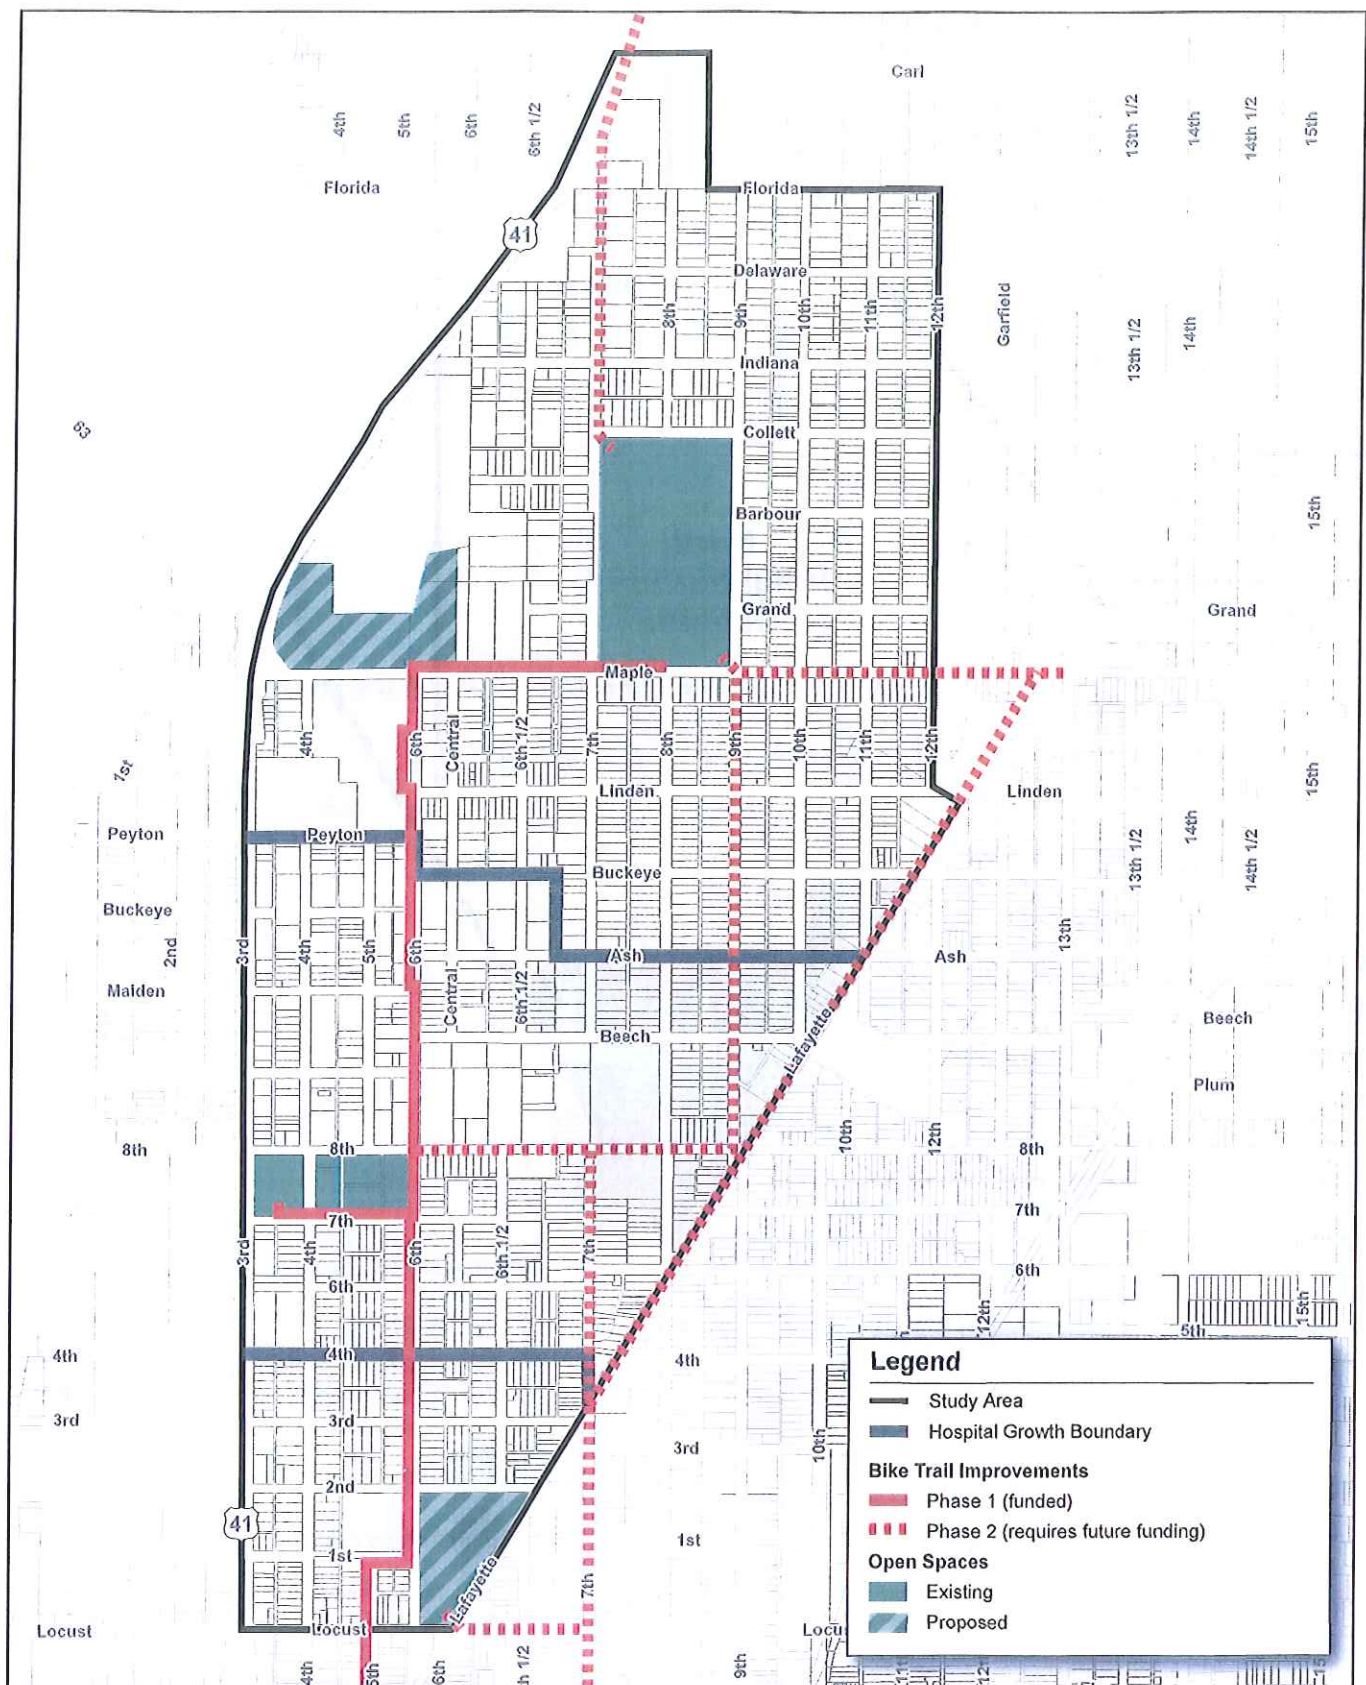 Carl
4th
5th
6th
6th 1/2
13th 1/2
14th
14th 1/2
15th
Florida
Florida
41
Delaware
8th
9th
10th
11th
12th
Garfield
13th 1/2
14th
Indiana
63
Collett
Barbour
15th
Grand
Grand
Maple
4th
6th
Central
6th 1/2
7th
8th
9th
10th
11th
12th
15th
Linden
Linden
Peyton
Peyton
14th
13th 1/2
14th 1/2
Buckeye
Buckeye
2nd
3rd
4th
5th
6th
Ash
Ash
13th
Maiden
Central
6th 1/2
Beech
Beech
Lafayette
Plum
8th
8th
10th
12th
8th
7th
7th
3rd
4th
6th
6th 1/2
7th
6th
6th
12th
15th
5th
4th
4th
4th
3rd
3rd
3rd
10th
2nd
41
1st
1st
Lafayette
7th
Locust
Locust
Locus
4th
5th
6th
h 1/2
9th
11t
12t
15
Legend
Study Area
Hospital Growth Boundary
Bike Trail Improvements
Phase 1 (funded)
Phase 2 (requires future funding)
Open Spaces
Existing
Proposed